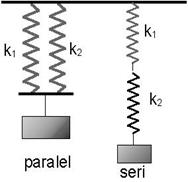 k₁
k₂
k₁
k₂
paralel
seri